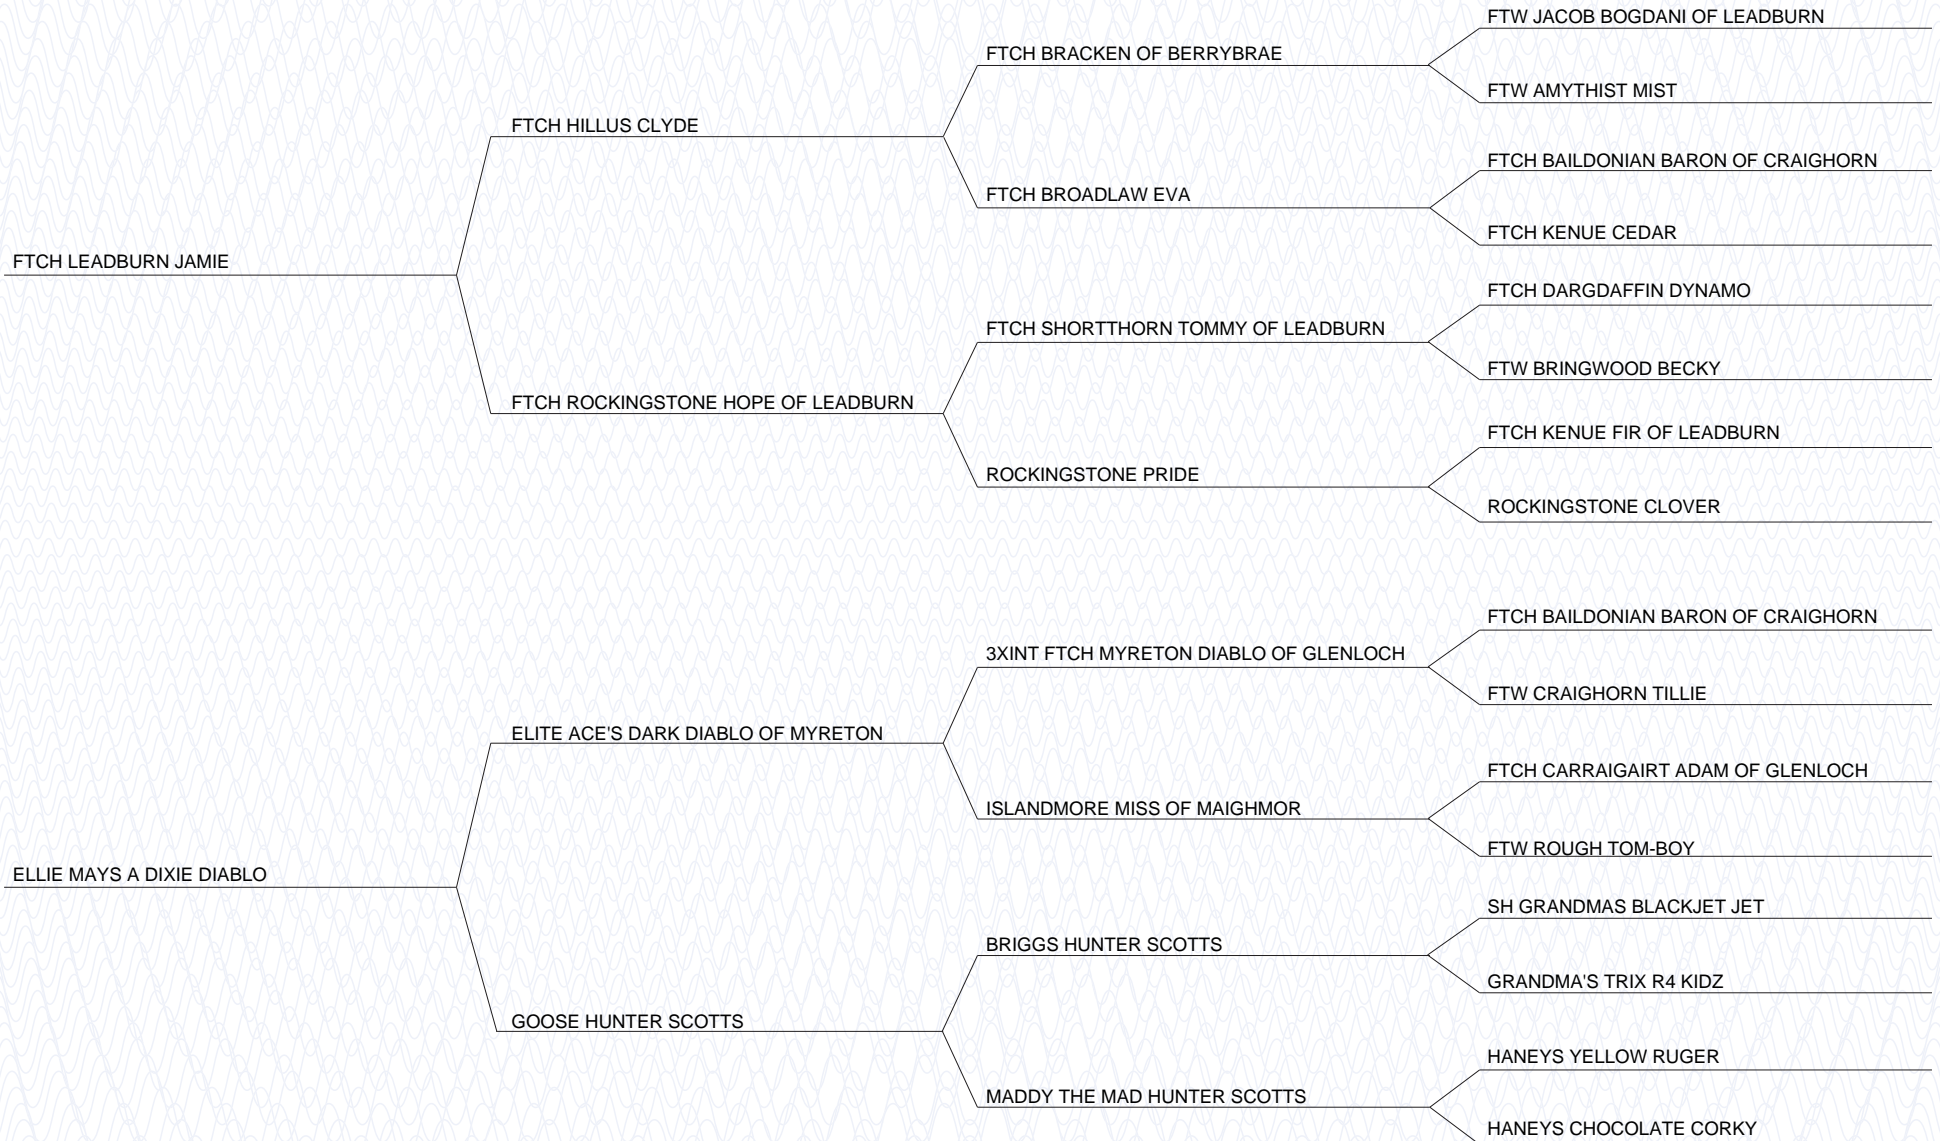 FTW JACOB BOGDANI OF LEADBURN
FTCH BRACKEN OF BERRYBRAE
FTW AMYTHIST MIST
FTCH HILLUS CLYDE
FTCH BAILDONIAN BARON OF CRAIGHORN
FTCH BROADLAW EVA
FTCH KENUE CEDAR
FTCH LEADBURN JAMIE
FTCH DARGDAFFIN DYNAMO
FTCH SHORTTHORN TOMMY OF LEADBURN
FTW BRINGWOOD BECKY
FTCH ROCKINGSTONE HOPE OF LEADBURN
FTCH KENUE FIR OF LEADBURN
ROCKINGSTONE PRIDE
ROCKINGSTONE CLOVER
FTCH BAILDONIAN BARON OF CRAIGHORN
3XINT FTCH MYRETON DIABLO OF GLENLOCH
FTW CRAIGHORN TILLIE
ELITE ACE'S DARK DIABLO OF MYRETON
FTCH CARRAIGAIRT ADAM OF GLENLOCH
ISLANDMORE MISS OF MAIGHMOR
FTW ROUGH TOM-BOY
ELLIE MAYS A DIXIE DIABLO
SH GRANDMAS BLACKJET JET
BRIGGS HUNTER SCOTTS
GRANDMA'S TRIX R4 KIDZ
GOOSE HUNTER SCOTTS
HANEYS YELLOW RUGER
MADDY THE MAD HUNTER SCOTTS
HANEYS CHOCOLATE CORKY